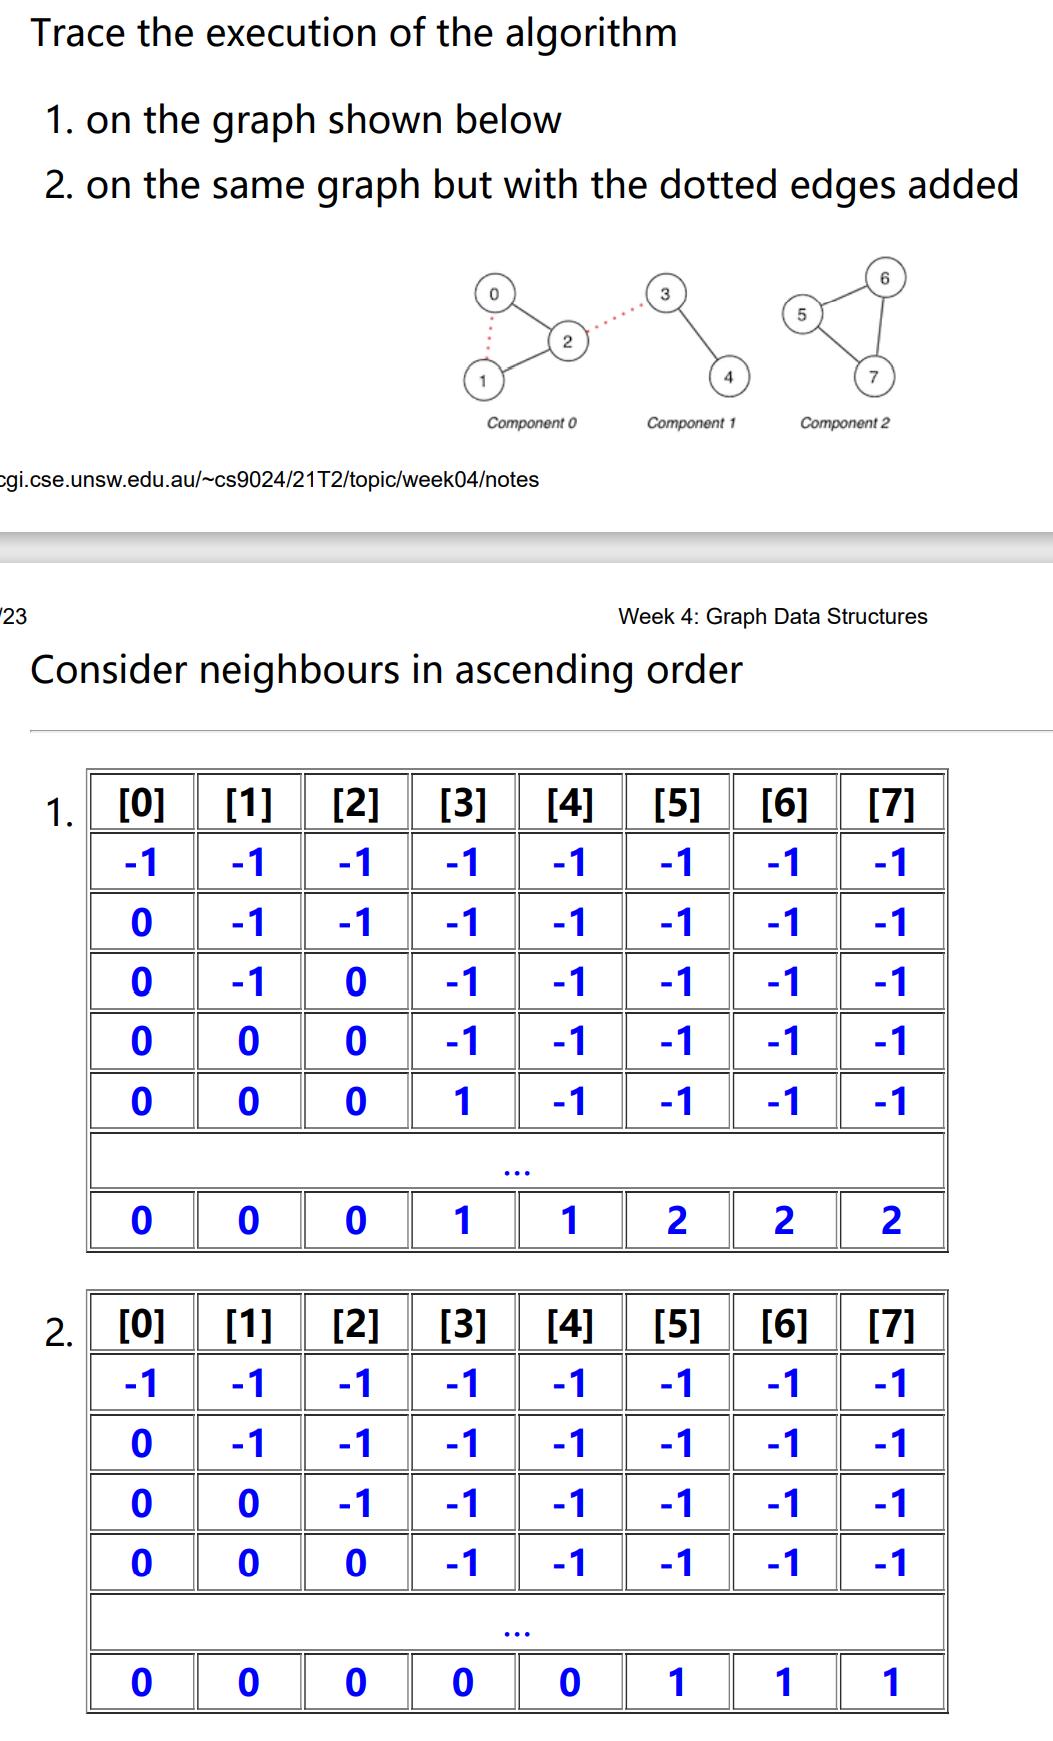 Trace the execution of the algorithm
1. on the graph shown below
2. on the same graph but with the dotted edges added
0 3 6
5
2
1 4 7
Component 0 Component 1 Component 2
cgi.cse.unsw.edu.au/~cs9024/21T2/topic/week04/notes
/23 Week 4: Graph Data Structures
Consider neighbours in ascending order
1. [0] [1] [2] [3] [4] [5] [6] [7]
-1 -1 -1 -1 -1 -1 -1 -1
0 -1 -1 -1 -1 -1 -1 -1
0 -1 0 -1 -1 -1 -1 -1
0 0 0 -1 -1 -1 -1 -1
0 0 0 1 -1 -1 -1 -1
...
0 0 0 1 1 2 2 2
2. [0] [1] [2] [3] [4] [5] [6] [7]
-1 -1 -1 -1 -1 -1 -1 -1
0 -1 -1 -1 -1 -1 -1 -1
0 0 -1 -1 -1 -1 -1 -1
0 0 0 -1 -1 -1 -1 -1
...
0 0 0 0 0 1 1 1